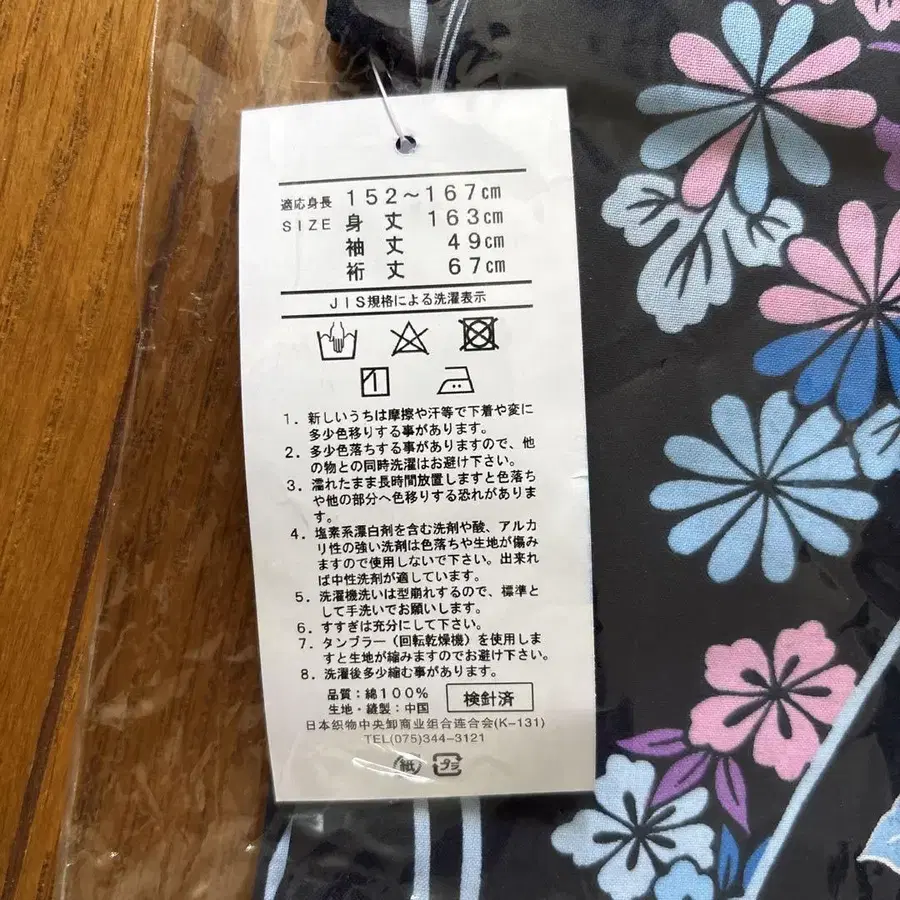 適応身長 152～167cm
SIZE 身丈 163cm
袖丈 49cm
裄丈 67cm
JIS規格による洗濯表示
1. 新しいうちは摩擦や汗等で下着や変に
多少色移りする事があります。
2. 多少色落ちする事がありますので、他
の物との同時洗濯はお避け下さい。
3. 濡れたまま長時間放置しますと色落ち
や他の部分へ色移りする恐れがありま
す。
4. 塩素系漂白剤を含む洗剤や酸、アルカ
リ性の強い洗剤は色落ちや生地が傷み
ますので使用しないで下さい。出来れ
ば中性洗剤が適しています。
5. 洗濯機洗いは型崩れするので、標準と
して手洗いでお願いします。
6. すすぎは充分にして下さい。
7. タンブラー（回転乾燥機）を使用しま
すと生地が縮みますのでお避け下さい。
8. 洗濯後多少縮む事があります。
品質：綿100% 検針済
生地・縫製：中国
日本织物中央卸商业组合连合会(K-131)
TEL(075)344-3121
紙 プラ